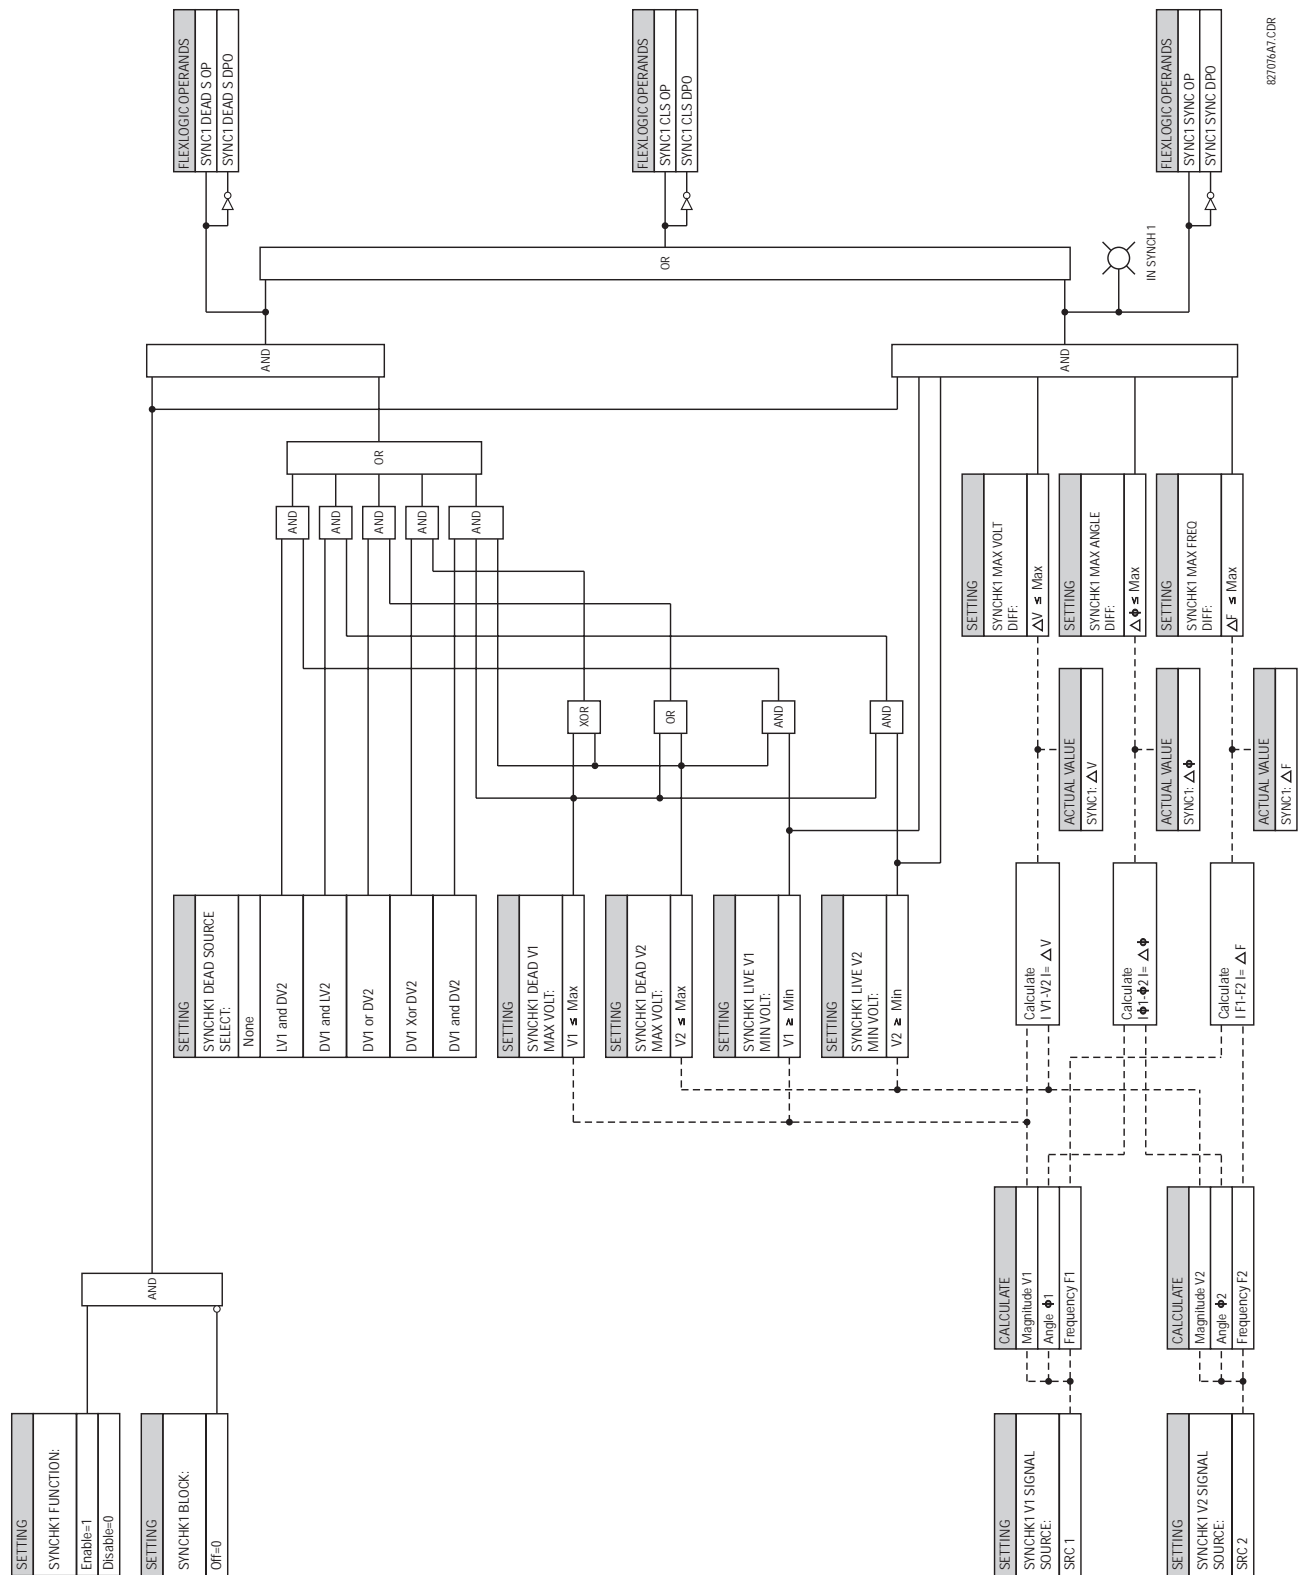 SETTING
SYNCHK1 FUNCTION:
Enable=1
Disable=0
SETTING
SYNCHK1 BLOCK:
Off=0
AND
SETTING
SYNCHK1 DEAD SOURCE
SELECT:
None
LV1 and DV2
DV1 and LV2
DV1 or DV2
DV1 Xor DV2
DV1 and DV2
SETTING
SYNCHK1 DEAD V1
MAX VOLT:
V1 ≤ Max
SETTING
SYNCHK1 DEAD V2
MAX VOLT:
V2 ≤ Max
SETTING
SYNCHK1 LIVE V1
MIN VOLT:
V1 ≥ Min
SETTING
SYNCHK1 LIVE V2
MIN VOLT:
V2 ≥ Min
XOR
OR
AND
AND
AND
AND
AND
AND
AND
OR
AND
FLEXLOGIC OPERANDS
SYNC1 DEAD S OP
SYNC1 DEAD S DPO
OR
FLEXLOGIC OPERANDS
SYNC1 CLS OP
SYNC1 CLS DPO
SETTING
SYNCHK1 V1 SIGNAL
SOURCE:
SRC 1
SETTING
SYNCHK1 V2 SIGNAL
SOURCE:
SRC 2
CALCULATE
Magnitude V1
Angle Φ1
Frequency F1
CALCULATE
Magnitude V2
Angle Φ2
Frequency F2
Calculate
I V1-V2 I= ΔV
Calculate
I Φ1-Φ2 I= ΔΦ
Calculate
I F1-F2 I= ΔF
ACTUAL VALUE
SYNC1: ΔV
ACTUAL VALUE
SYNC1: ΔΦ
ACTUAL VALUE
SYNC1: ΔF
SETTING
SYNCHK1 MAX VOLT
DIFF:
ΔV ≤ Max
SETTING
SYNCHK1 MAX ANGLE
DIFF:
ΔΦ ≤ Max
SETTING
SYNCHK1 MAX FREQ
DIFF:
ΔF ≤ Max
AND
IN SYNCH 1
FLEXLOGIC OPERANDS
SYNC1 SYNC OP
SYNC1 SYNC DPO
827076A7.CDR